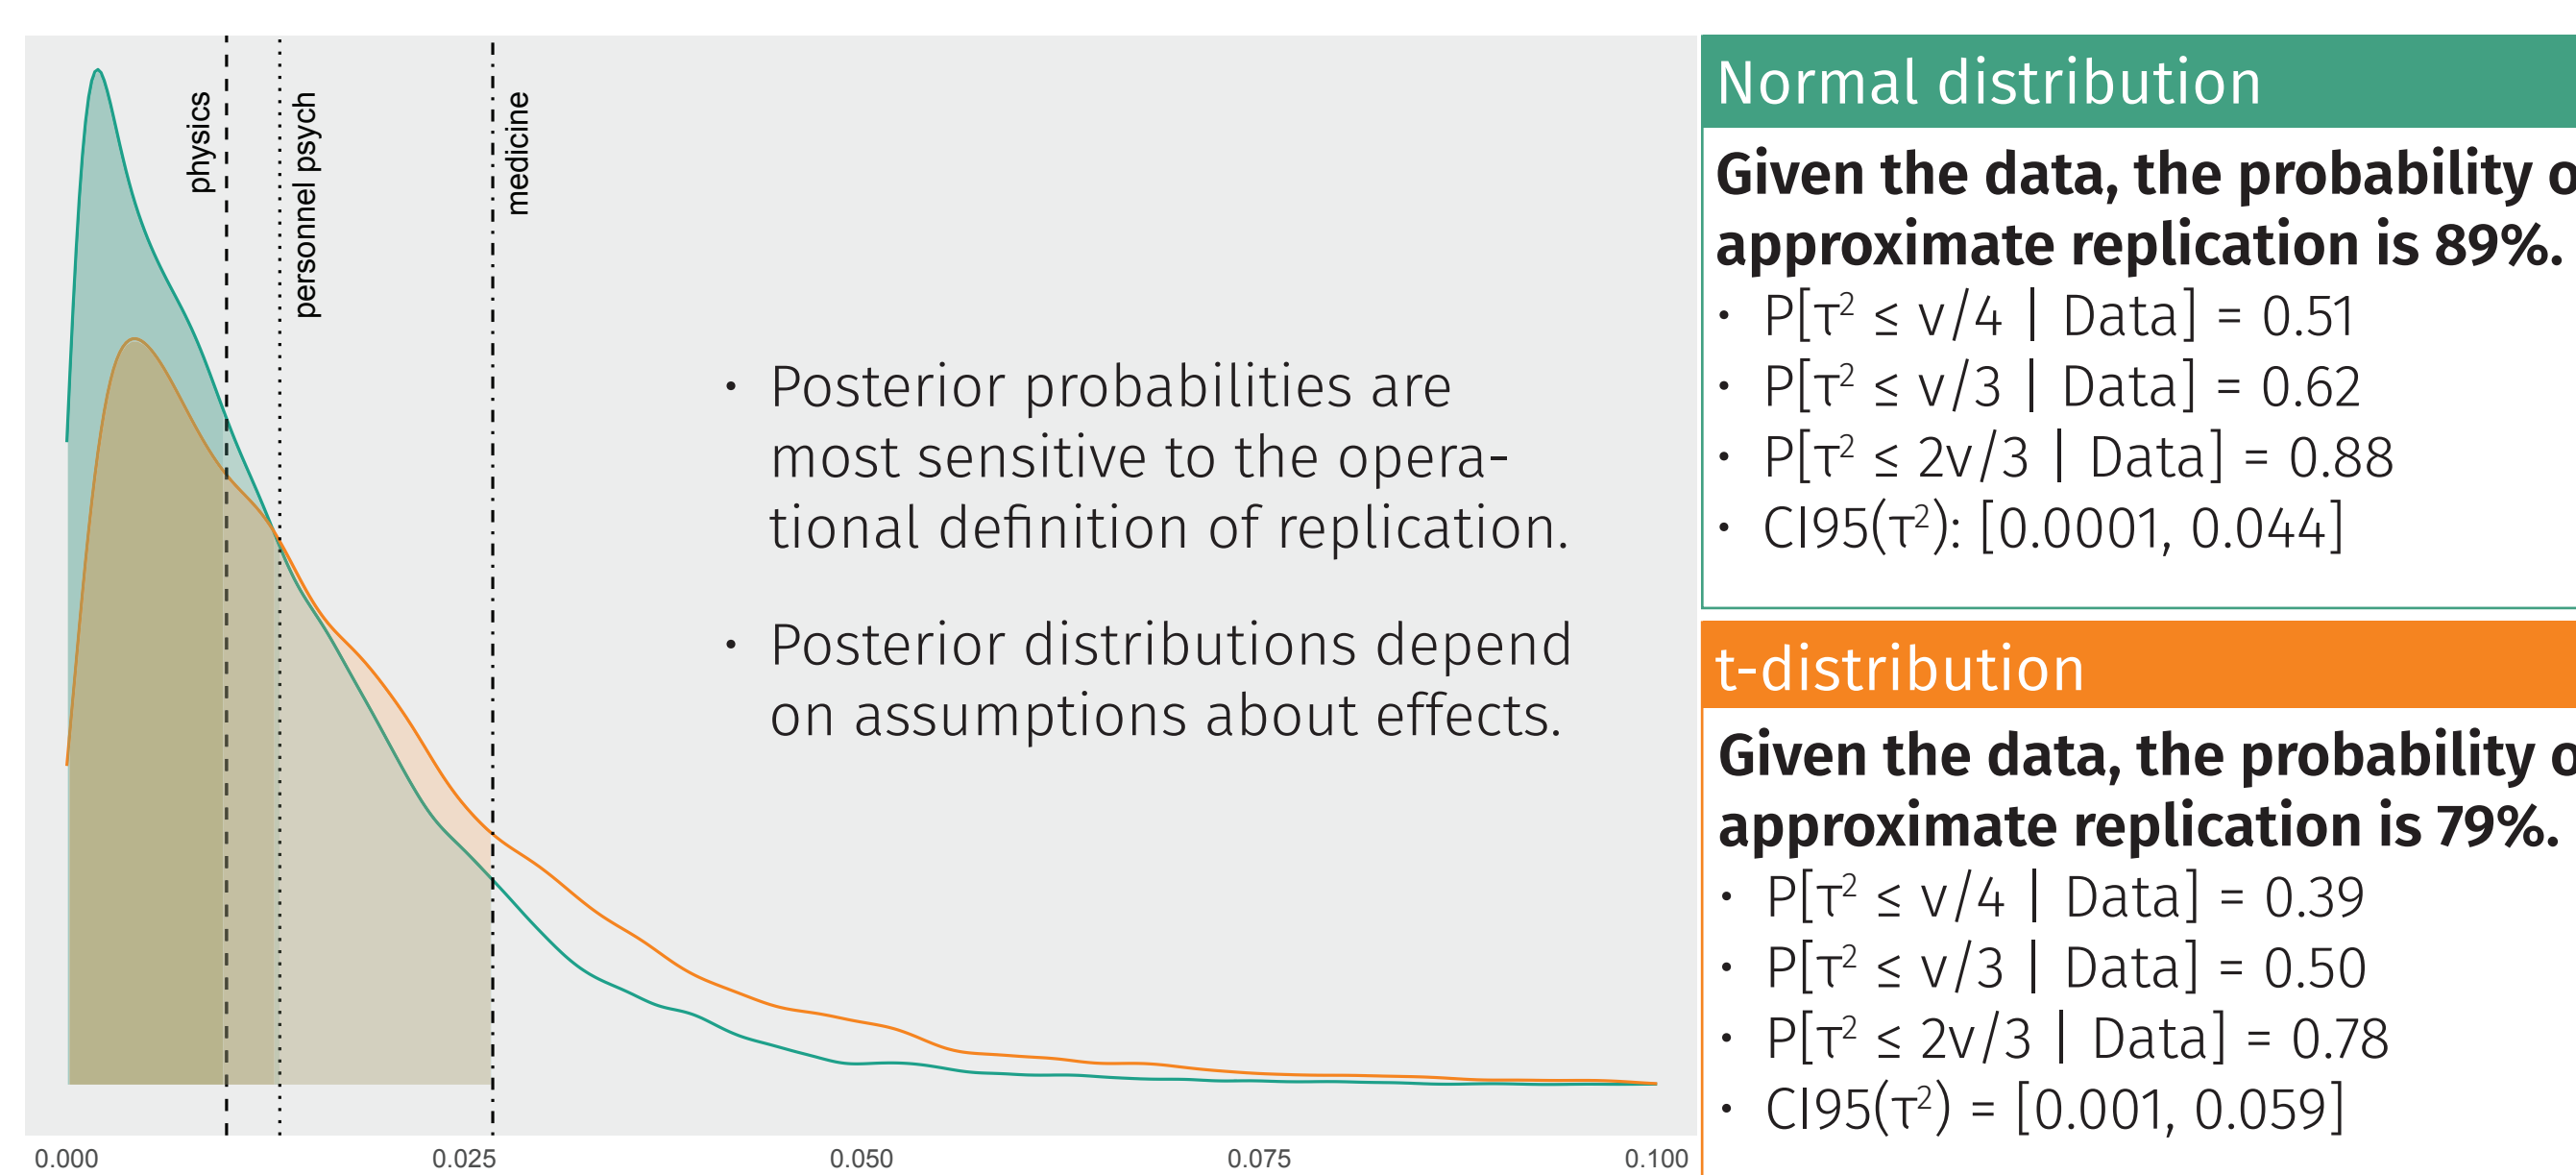 physics
personnel psych
medicine
• Posterior probabilities are
most sensitive to the opera-
tional definition of replication.
• Posterior distributions depend
on assumptions about effects.
0.000 0.025 0.050 0.075 0.100
Normal distribution
Given the data, the probability
approximate replication is 89%.
• P[τ² ≤ v/4 | Data] = 0.51
• P[τ² ≤ v/3 | Data] = 0.62
• P[τ² ≤ 2v/3 | Data] = 0.88
• CI95(τ²): [0.0001, 0.044]
t-distribution
Given the data, the probability
approximate replication is 79%.
• P[τ² ≤ v/4 | Data] = 0.39
• P[τ² ≤ v/3 | Data] = 0.50
• P[τ² ≤ 2v/3 | Data] = 0.78
• CI95(τ²) = [0.001, 0.059]